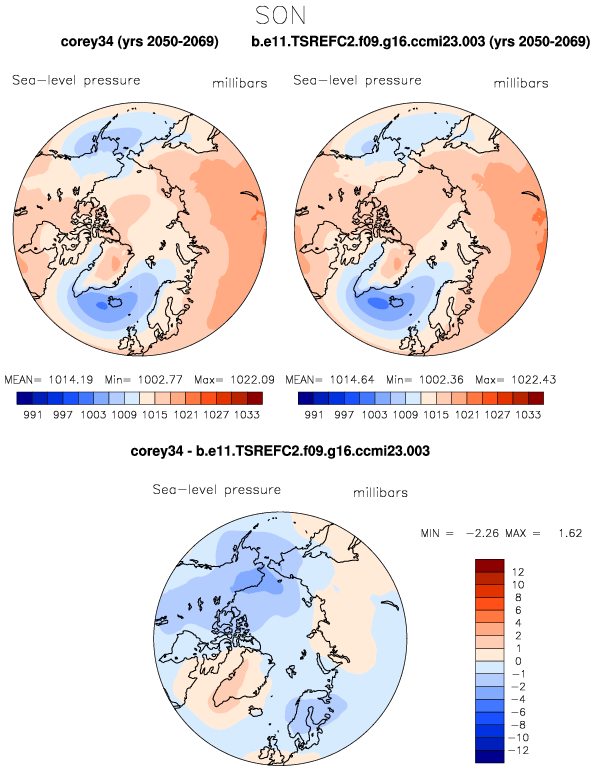 SON
corey34 (yrs 2050-2069) b.e11.TSREFC2.f09.g16.ccmi23.003 (yrs 2050-2069)
Sea-level pressure millibars Sea-level pressure millibars
MEAN= 1014.19 Min= 1002.77 Max= 1022.09 MEAN= 1014.64 Min= 1002.36 Max= 1022.43
991 997 1003 1009 1015 1021 1027 1033 991 997 1003 1009 1015 1021 1027 1033
corey34 - b.e11.TSREFC2.f09.g16.ccmi23.003
Sea-level pressure millibars
MIN = -2.26 MAX = 1.62
12
10
8
6
4
2
1
0
-1
-2
-4
-6
-8
-10
-12